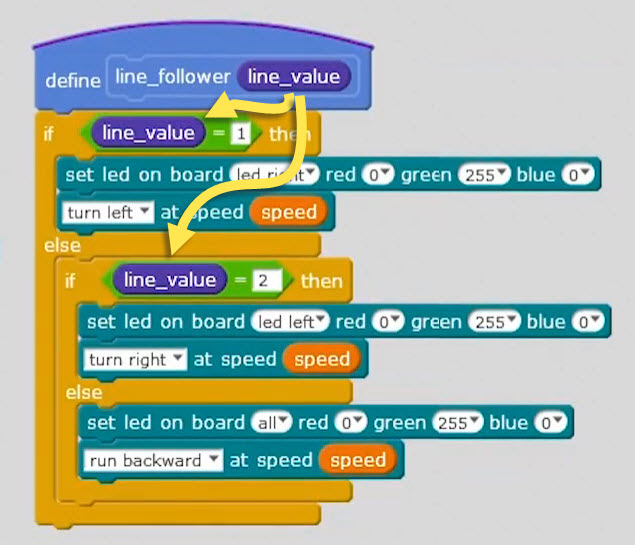 define line_follower line_value
if line_value = 1 then
set led on board led right red 0 green 255 blue 0
turn left at speed speed
else
if line_value = 2 then
set led on board led left red 0 green 255 blue 0
turn right at speed speed
else
set led on board all red 0 green 255 blue 0
run backward at speed speed